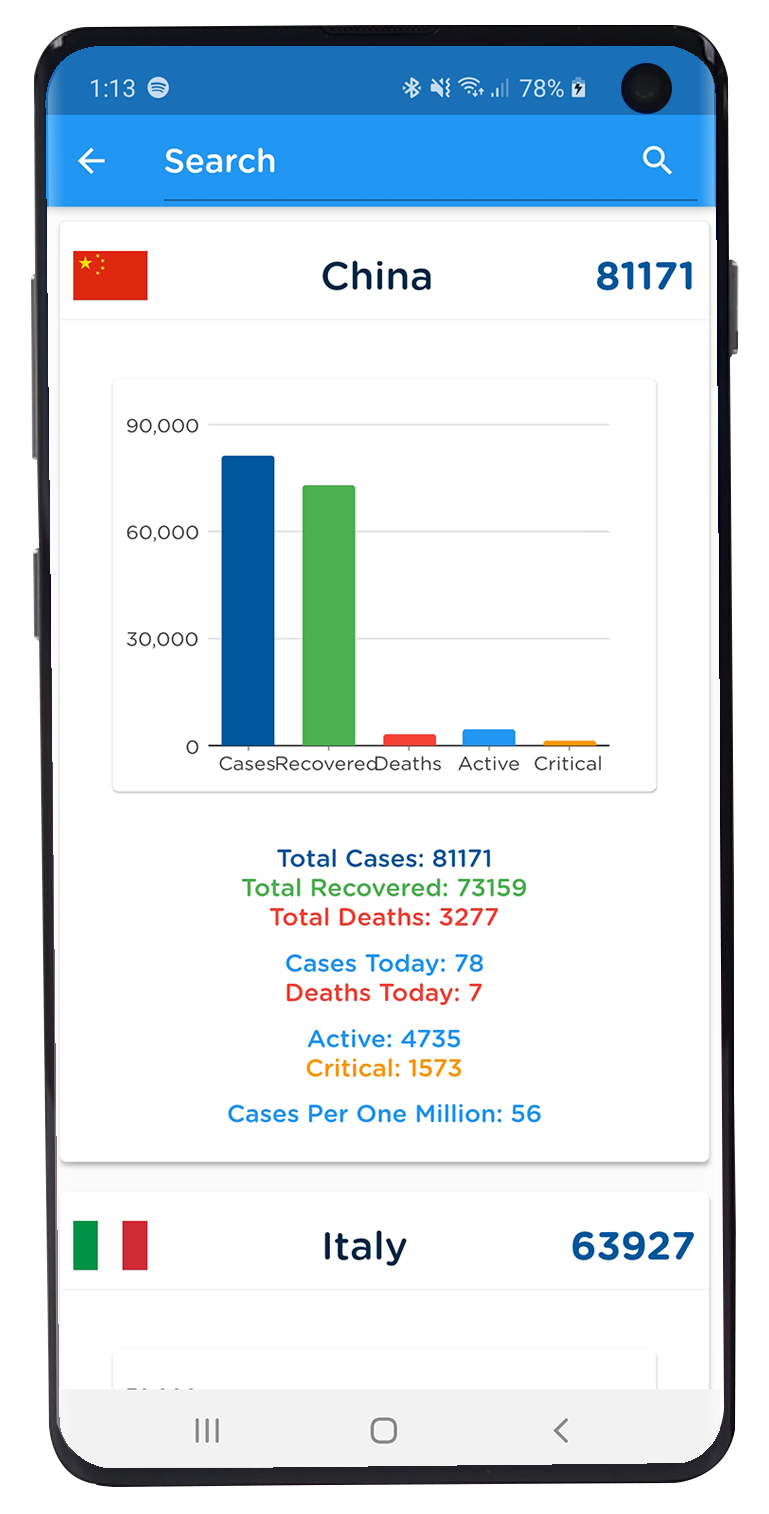 1:13 78%
Search
China 81171
90,000
60,000
30,000
0
Cases Recovered Deaths Active Critical
Total Cases: 81171
Total Recovered: 73159
Total Deaths: 3277
Cases Today: 78
Deaths Today: 7
Active: 4735
Critical: 1573
Cases Per One Million: 56
Italy 63927